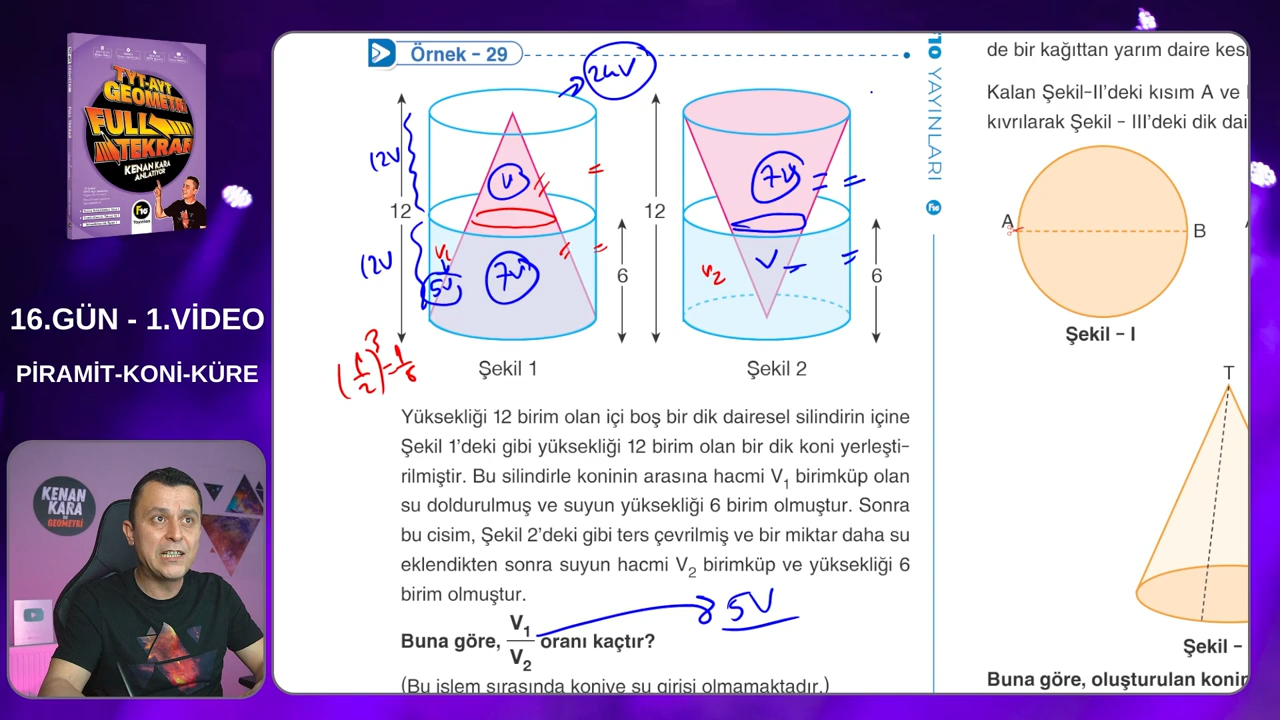 TYT-AYT
GEOMETRİ
FULL
TEKRAR
KENAN KARA
ANLATIYOR
16.GÜN - 1.VİDEO
PİRAMİT-KONİ-KÜRE
KENAN
KARA
ile
GEOMETRİ
Örnek - 29
24V
12V
12
12V
V
7V
V1
5V
6
(1/2)³=1/8
Şekil 1
12
7V
V
V2
6
Şekil 2
Yüksekliği 12 birim olan içi boş bir dik dairesel silindirin içine
Şekil 1'deki gibi yüksekliği 12 birim olan bir dik koni yerleşti-
rilmiştir. Bu silindirle koninin arasına hacmi V₁ birimküp olan
su doldurulmuş ve suyun yüksekliği 6 birim olmuştur. Sonra
bu cisim, Şekil 2'deki gibi ters çevrilmiş ve bir miktar daha su
eklendikten sonra suyun hacmi V₂ birimküp ve yüksekliği 6
birim olmuştur.
5V
Buna göre, V₁/V₂ oranı kaçtır?
(Bu işlem sırasında koniye su girişi olmamaktadır.)
10 YAYINLARI
de bir kağıttan yarım daire kesi
Kalan Şekil-II'deki kısım A ve
kıvrılarak Şekil - III'deki dik dai
A
B
Şekil - I
T
Şekil -
Buna göre, oluşturulan konin